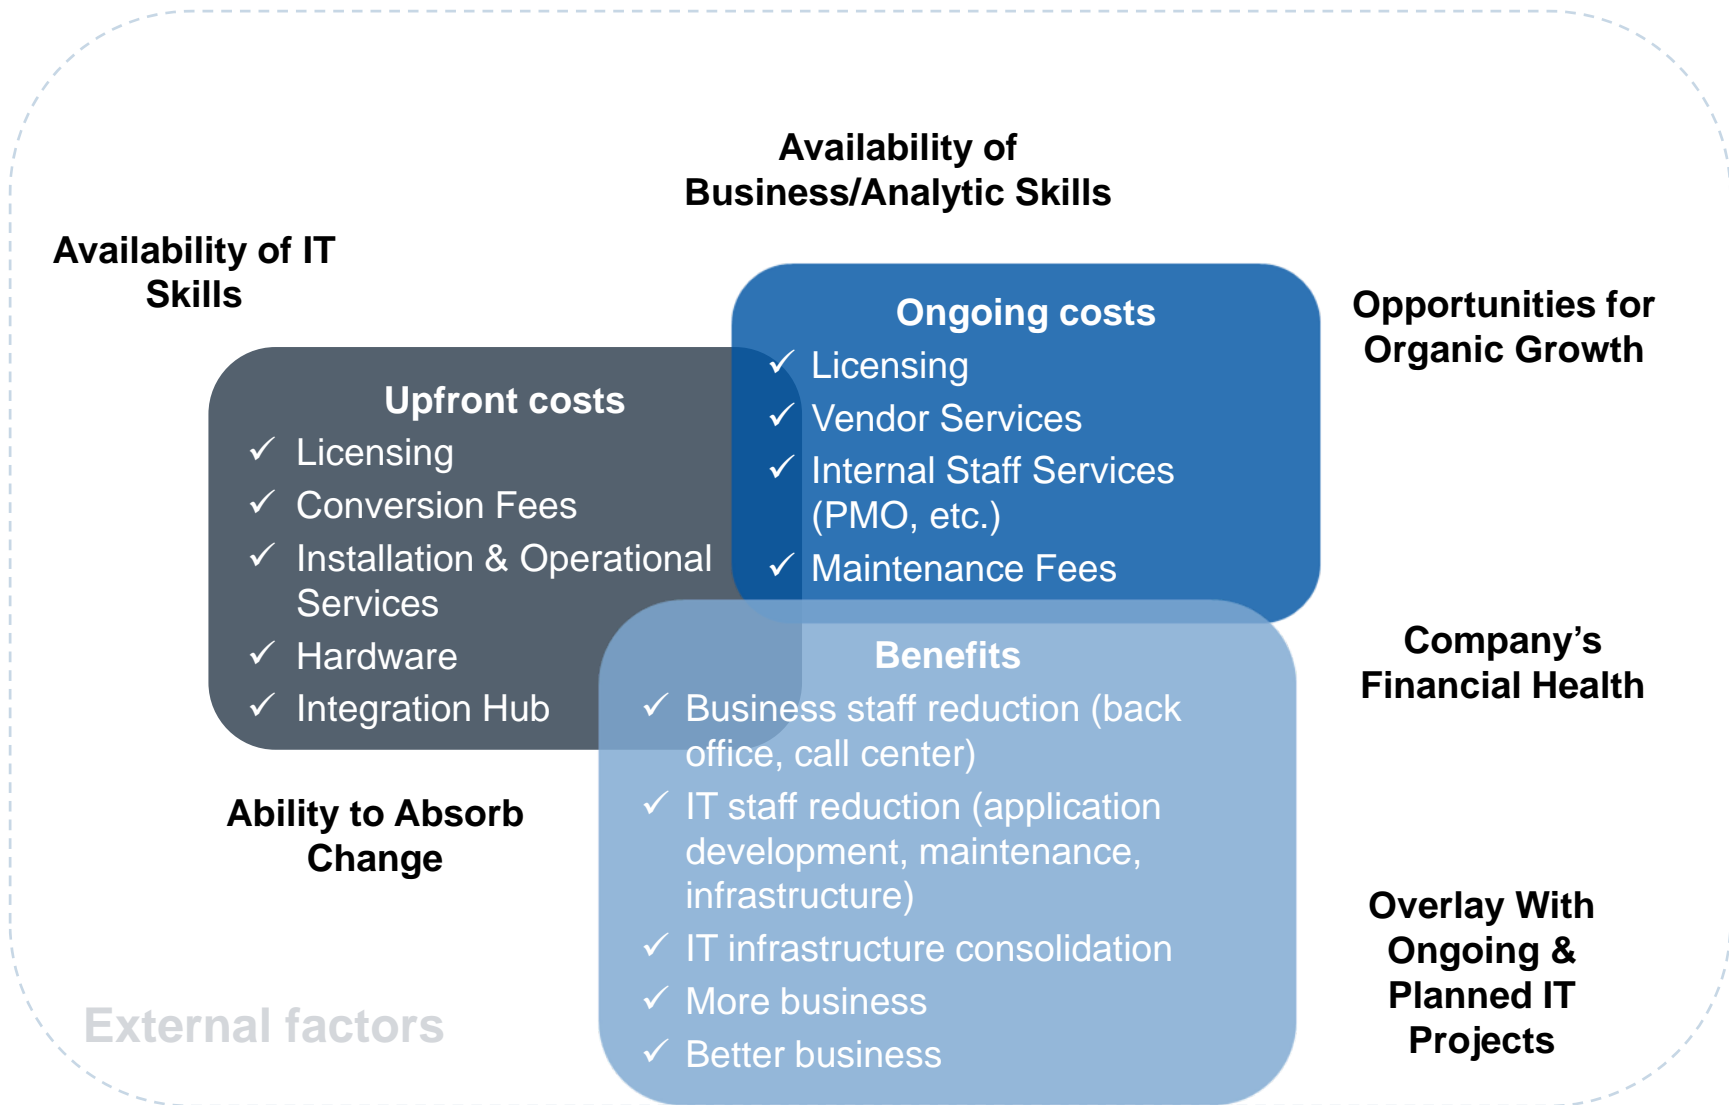 Availability of
Business/Analytic Skills
Availability of IT
Skills
Ongoing costs
✓ Licensing
✓ Vendor Services
✓ Internal Staff Services
(PMO, etc.)
✓ Maintenance Fees
Opportunities for
Organic Growth
Upfront costs
✓ Licensing
✓ Conversion Fees
✓ Installation & Operational
Services
✓ Hardware
✓ Integration Hub
Company’s
Financial Health
Benefits
✓ Business staff reduction (back
office, call center)
✓ IT staff reduction (application
development, maintenance,
infrastructure)
✓ IT infrastructure consolidation
✓ More business
✓ Better business
Ability to Absorb
Change
Overlay With
Ongoing &
Planned IT
Projects
External factors